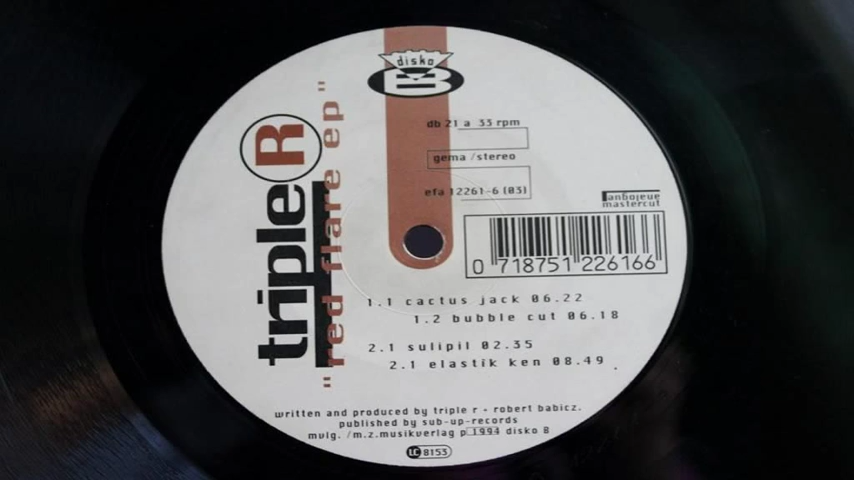 disko
B
triple R
"red flare ep"
db 21 a 33 rpm
gema / stereo
efa 12261-6 (03)
analogue
mastercut
0 718751 226166
1.1 cactus jack 06.22
1.2 bubble cut 06.18
2.1 sulipil 02.35
2.1 elastik ken 08.49
written and produced by triple r - robert babicz.
published by sub-up-records
mvlg. /m.z.musikverlag p 1994 disko B
LC 8153